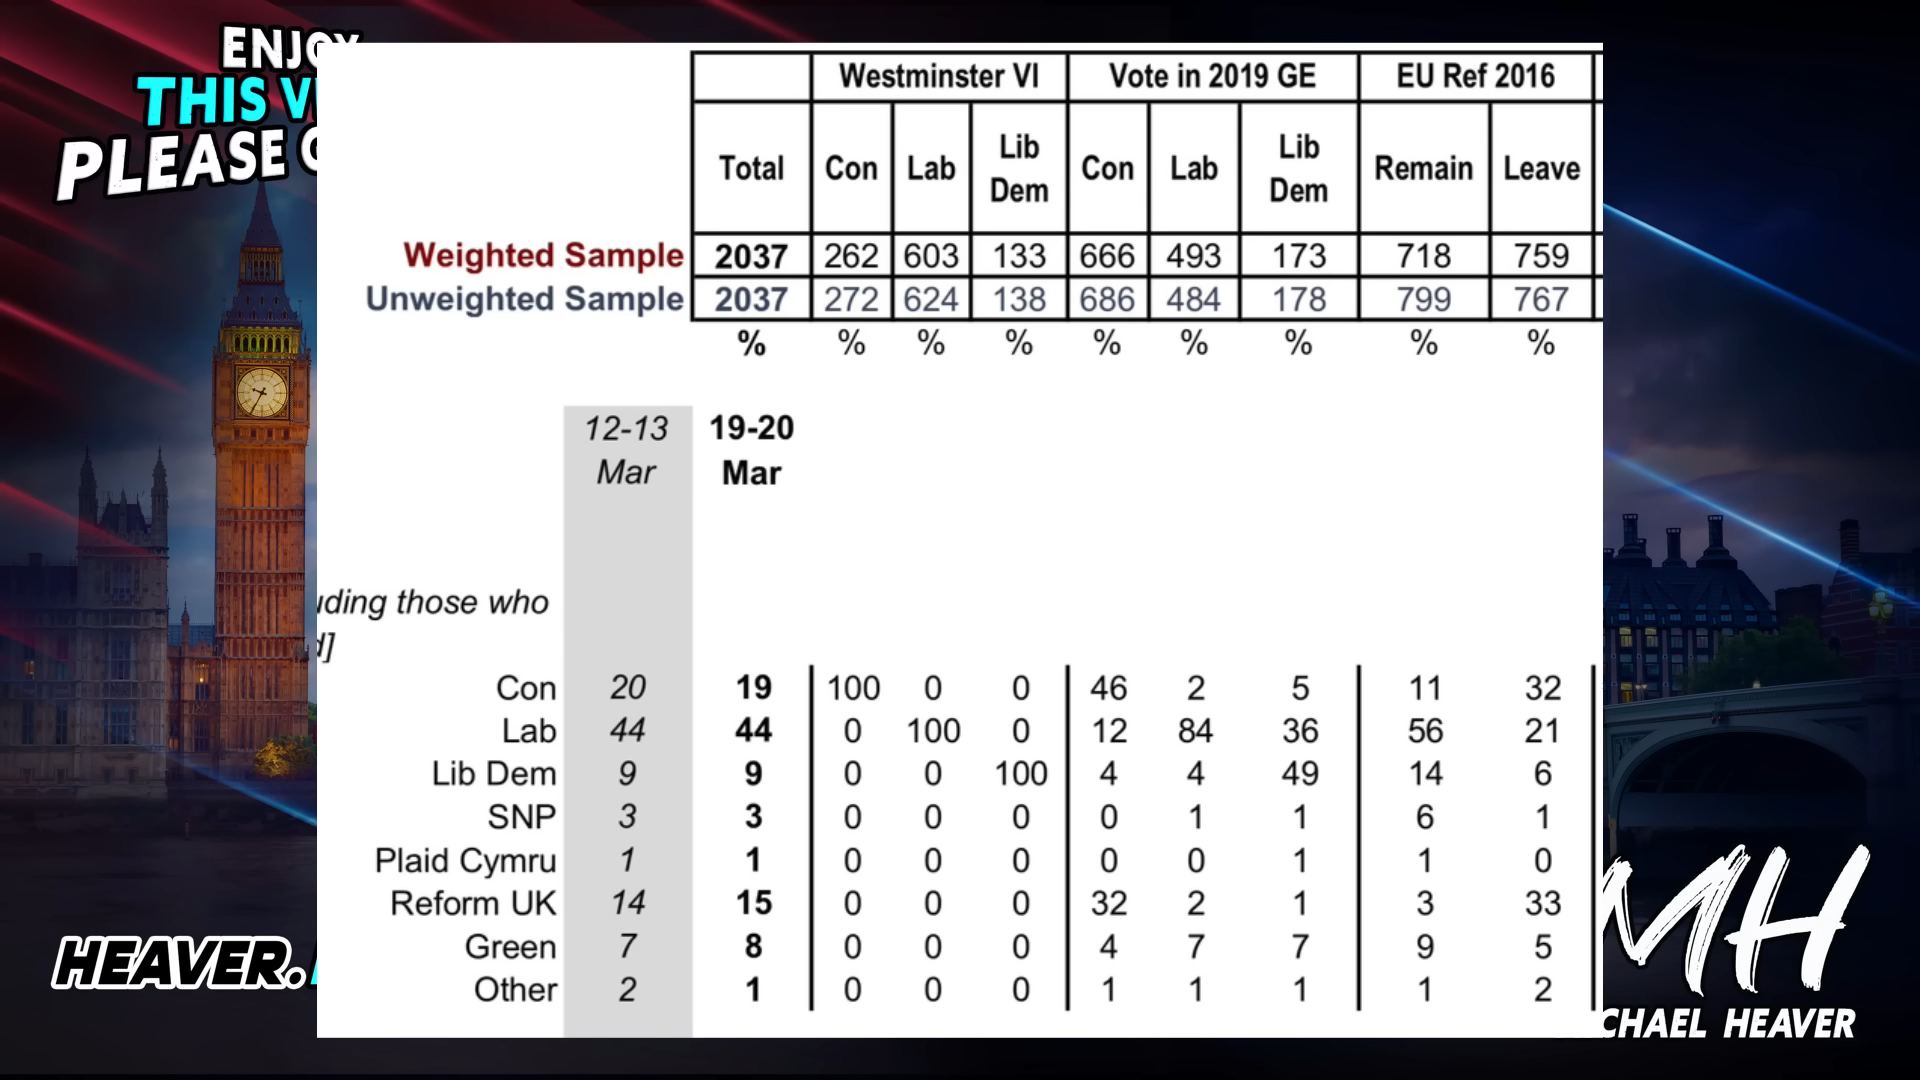 ENJOY
THIS
PLEASE
Westminster VI Vote in 2019 GE EU Ref 2016
Total Con Lab Lib Dem Con Lab Lib Dem Remain Leave
Weighted Sample 2037 262 603 133 666 493 173 718 759
Unweighted Sample 2037 272 624 138 686 484 178 799 767
% % % % % % % % %
12-13 Mar 19-20 Mar
uding those who
d]
Con 20 19 100 0 0 46 2 5 11 32
Lab 44 44 0 100 0 12 84 36 56 21
Lib Dem 9 9 0 0 100 4 4 49 14 6
SNP 3 3 0 0 0 0 1 1 6 1
Plaid Cymru 1 1 0 0 0 0 0 1 1 0
Reform UK 14 15 0 0 0 32 2 1 3 33
Green 7 8 0 0 0 4 7 7 9 5
Other 2 1 0 0 0 1 1 1 1 2
HEAVER.
MH
CHAEL HEAVER